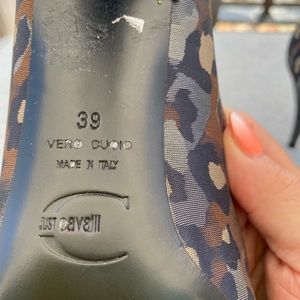 39
VERO CUOIO
MADE IN ITALY
JUST cavalli